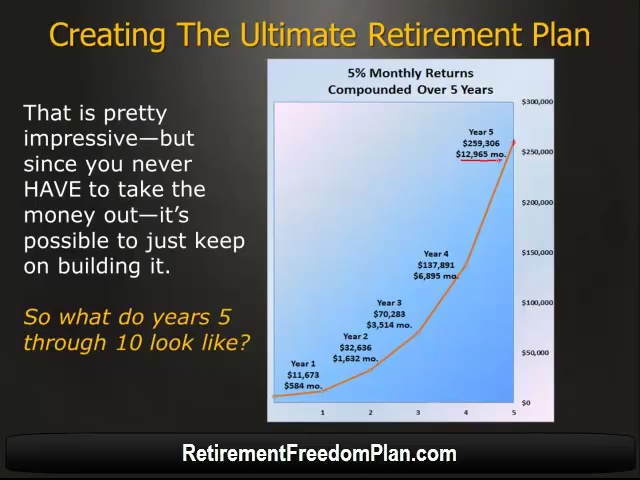 Creating The Ultimate Retirement Plan
That is pretty
impressive—but
since you never
HAVE to take the
money out—it's
possible to just keep
on building it.
So what do years 5
through 10 look like?
5% Monthly Returns
Compounded Over 5 Years
$300,000
$250,000
$200,000
$150,000
$100,000
$50,000
$0
Year 5
$259,306
$12,965 mo.
Year 4
$137,891
$6,895 mo.
Year 3
$70,283
$3,514 mo.
Year 2
$32,636
$1,632 mo.
Year 1
$11,673
$584 mo.
1 2 3 4 5
RetirementFreedomPlan.com